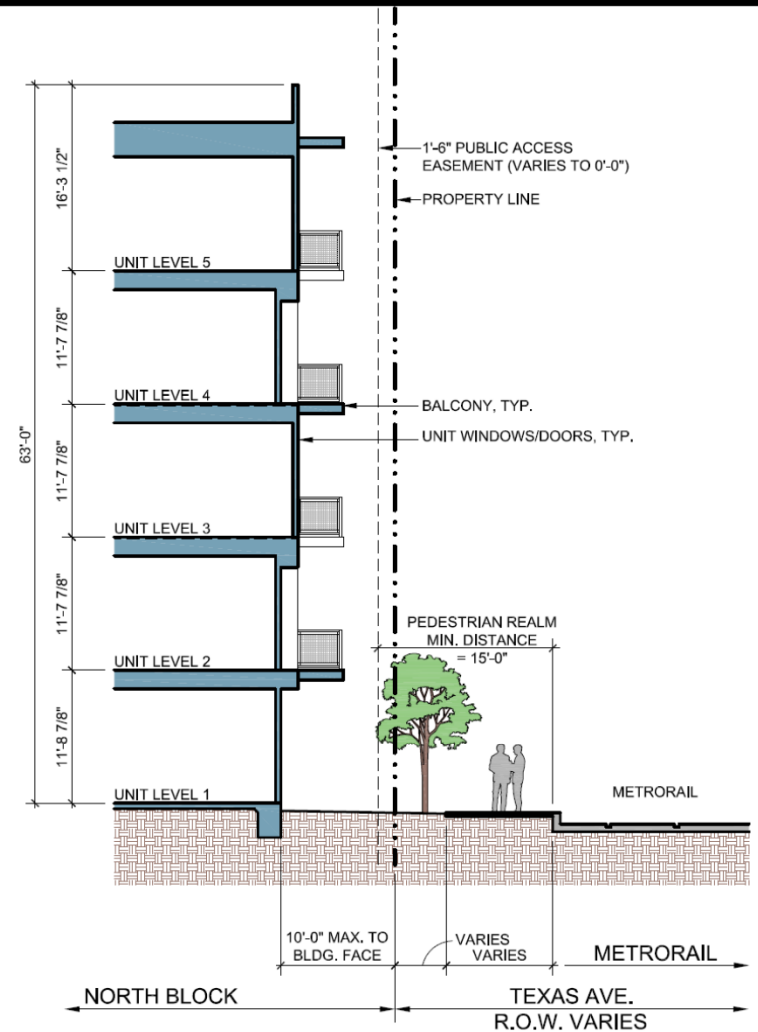 1'-6" PUBLIC ACCESS
EASEMENT (VARIES TO 0'-0")
PROPERTY LINE
16'-3 1/2"
UNIT LEVEL 5
11'-7 7/8"
UNIT LEVEL 4
BALCONY, TYP.
UNIT WINDOWS/DOORS, TYP.
63'-0"
11'-7 7/8"
UNIT LEVEL 3
11'-7 7/8"
PEDESTRIAN REALM
MIN. DISTANCE
= 15'-0"
UNIT LEVEL 2
11'-8 7/8"
UNIT LEVEL 1
METRORAIL
10'-0" MAX. TO
BLDG. FACE
VARIES
VARIES
METRORAIL
NORTH BLOCK
TEXAS AVE.
R.O.W. VARIES